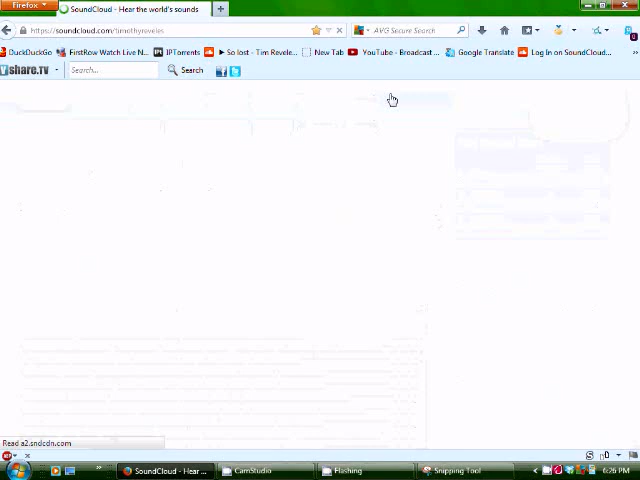 Firefox
SoundCloud - Hear the world's sounds
https://soundcloud.com/timothyreveles
AVG Secure Search
DuckDuckGo
FirstRow Watch Live N...
IPTorrents
So lost - Tim Revele...
New Tab
YouTube - Broadcast ...
Google Translate
Log In on SoundCloud...
vshare.tv
Search...
Search
Read a2.sndcdn.com
SoundCloud - Hear ...
CamStudio
Flashing
Snipping Tool
6:26 PM